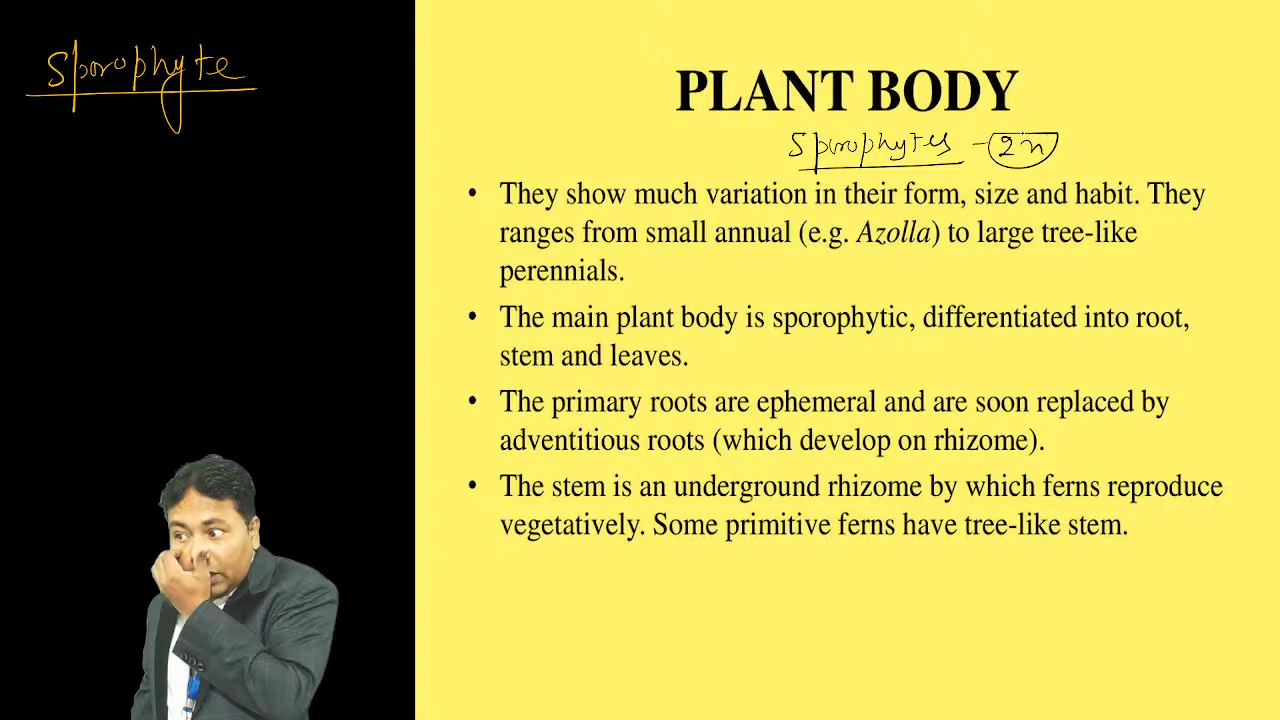 Sporophyte
PLANT BODY
Sporophytes - 2n
• They show much variation in their form, size and habit. They
ranges from small annual (e.g. Azolla) to large tree-like
perennials.
• The main plant body is sporophytic, differentiated into root,
stem and leaves.
• The primary roots are ephemeral and are soon replaced by
adventitious roots (which develop on rhizome).
• The stem is an underground rhizome by which ferns reproduce
vegetatively. Some primitive ferns have tree-like stem.